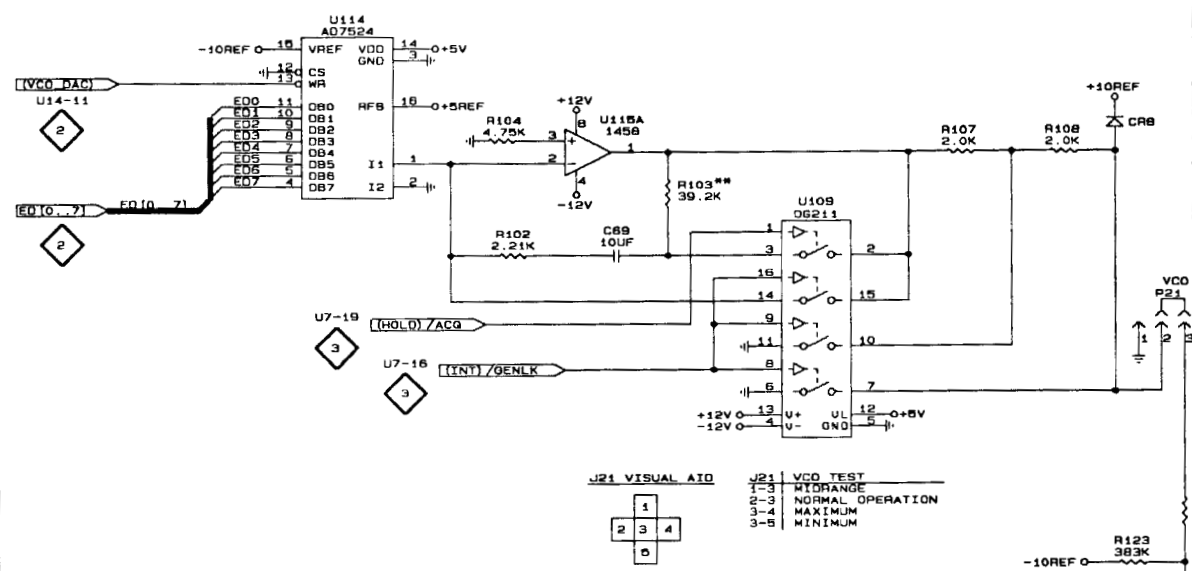 U114
AD7524
-10REF 15 VREF VDD 14 +5V
GND 3
12 CS
13 WR
(VCO_DAC)
U14-11
2
ED0 11 DB0 RFB 16 +5REF
ED1 10 DB1
ED2 9 DB2
ED3 8 DB3
ED4 7 DB4
ED5 6 DB5 I1 1
ED6 5 DB6
ED7 4 DB7 I2 2
ED[0..7] ED[0..7]
2
R104
4.75K
+12V
8
U115A
1458
3 + 1
2 -
4
-12V
R103**
39.2K
R102
2.21K
C69
10UF
R107
2.0K
R108
2.0K
+10REF
CR8
U109
DG211
1
3 2
16
14 15
9
11 10
8
6 7
+12V 13 V+ VL 12 +5V
-12V 4 V- GND 5
U7-19 (HOLD)/ACQ
3
U7-16 (INT)/GENLK
3
VCO
P21
1 2 3
J21 VISUAL AID
1
2 3 4
5
J21 VCO TEST
1-3 MIDRANGE
2-3 NORMAL OPERATION
3-4 MAXIMUM
3-5 MINIMUM
R123
383K
-10REF